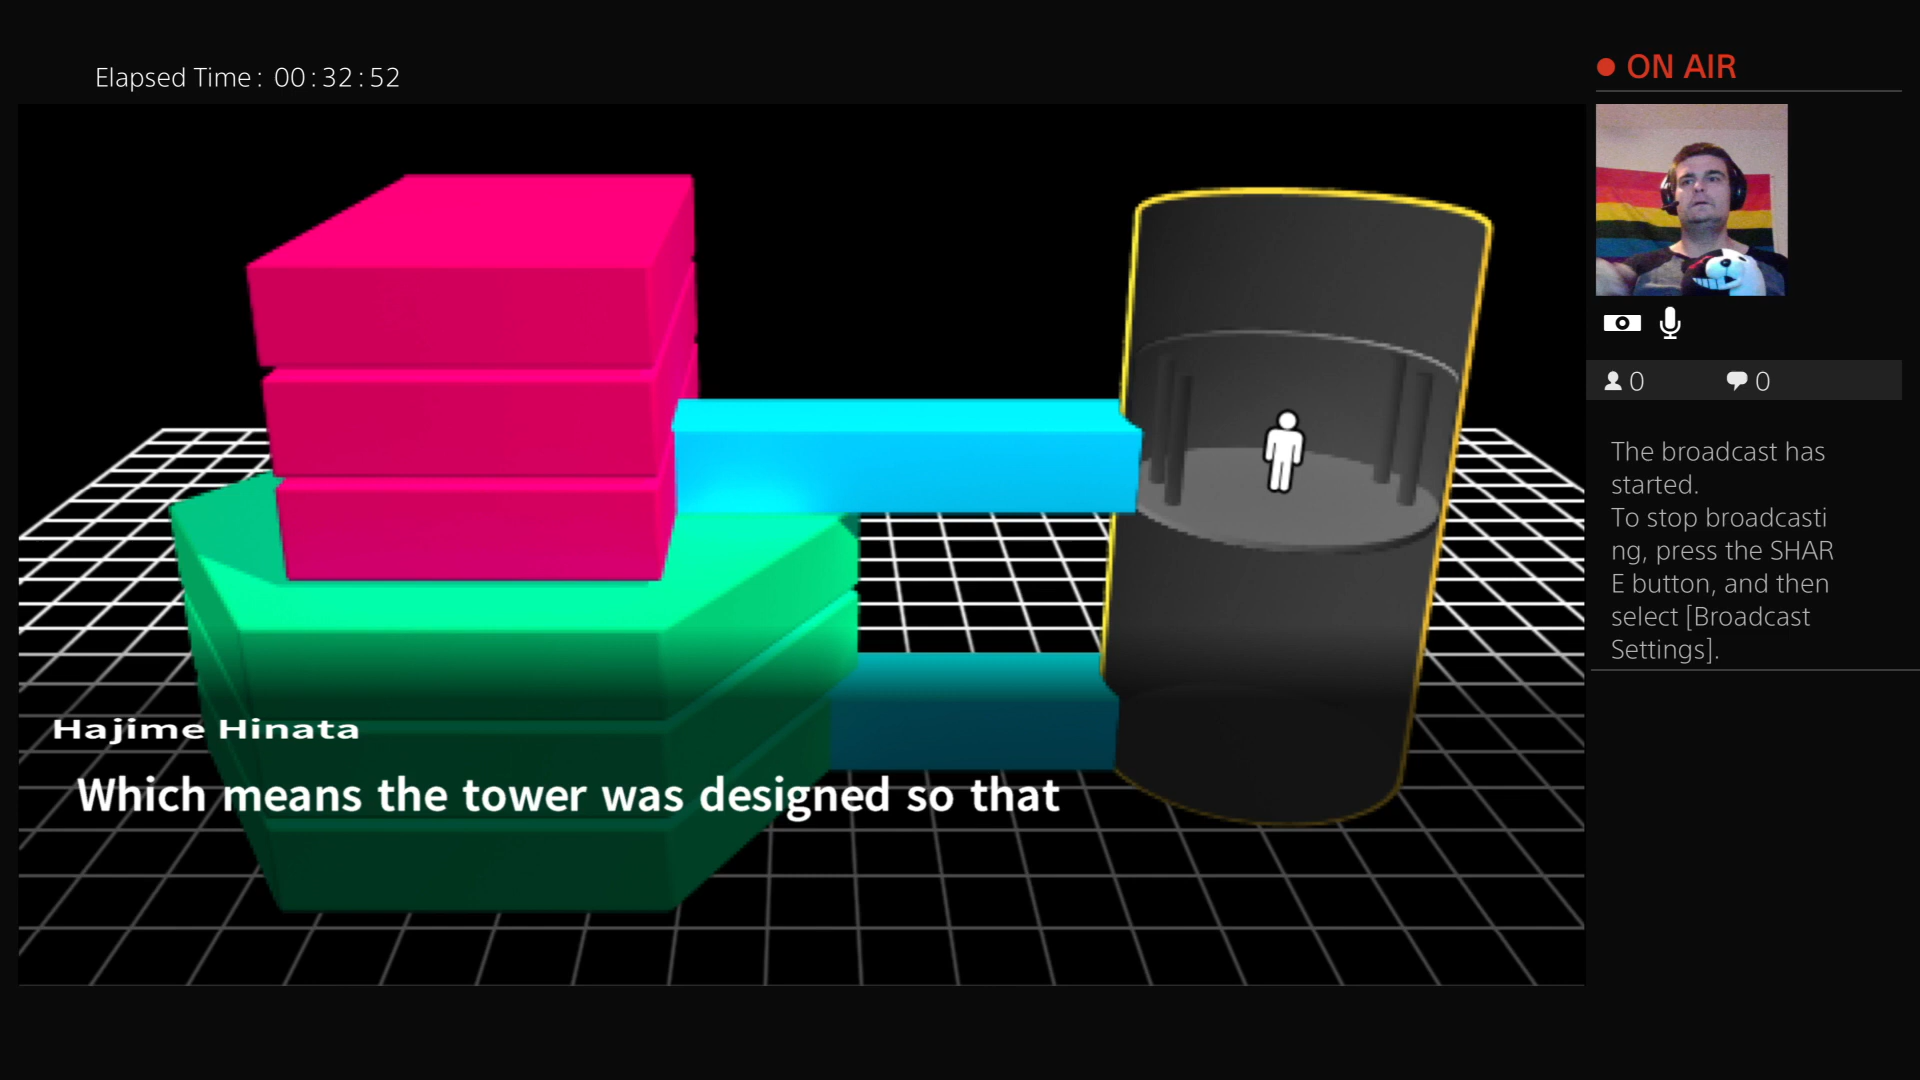 Elapsed Time: 00:32:52
ON AIR
0 0
The broadcast has
started.
To stop broadcasti
ng, press the SHAR
E button, and then
select [Broadcast
Settings].
Hajime Hinata
Which means the tower was designed so that